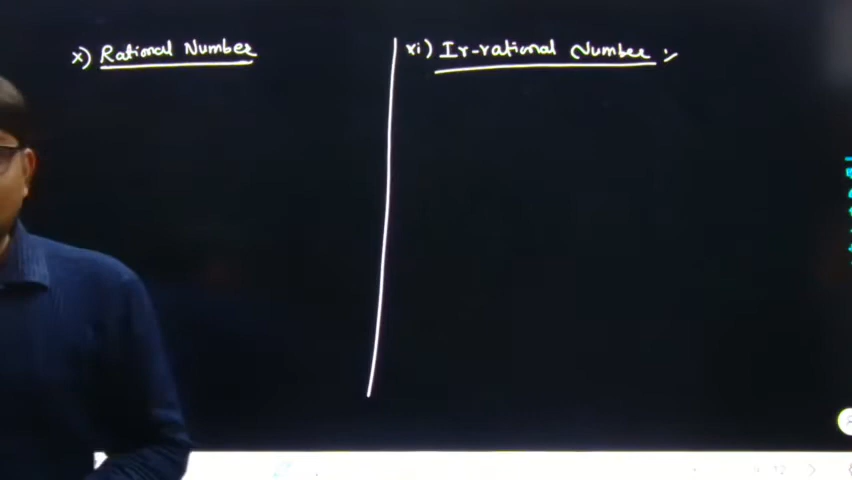 x) Rational Number
xi) Ir-rational Number :-